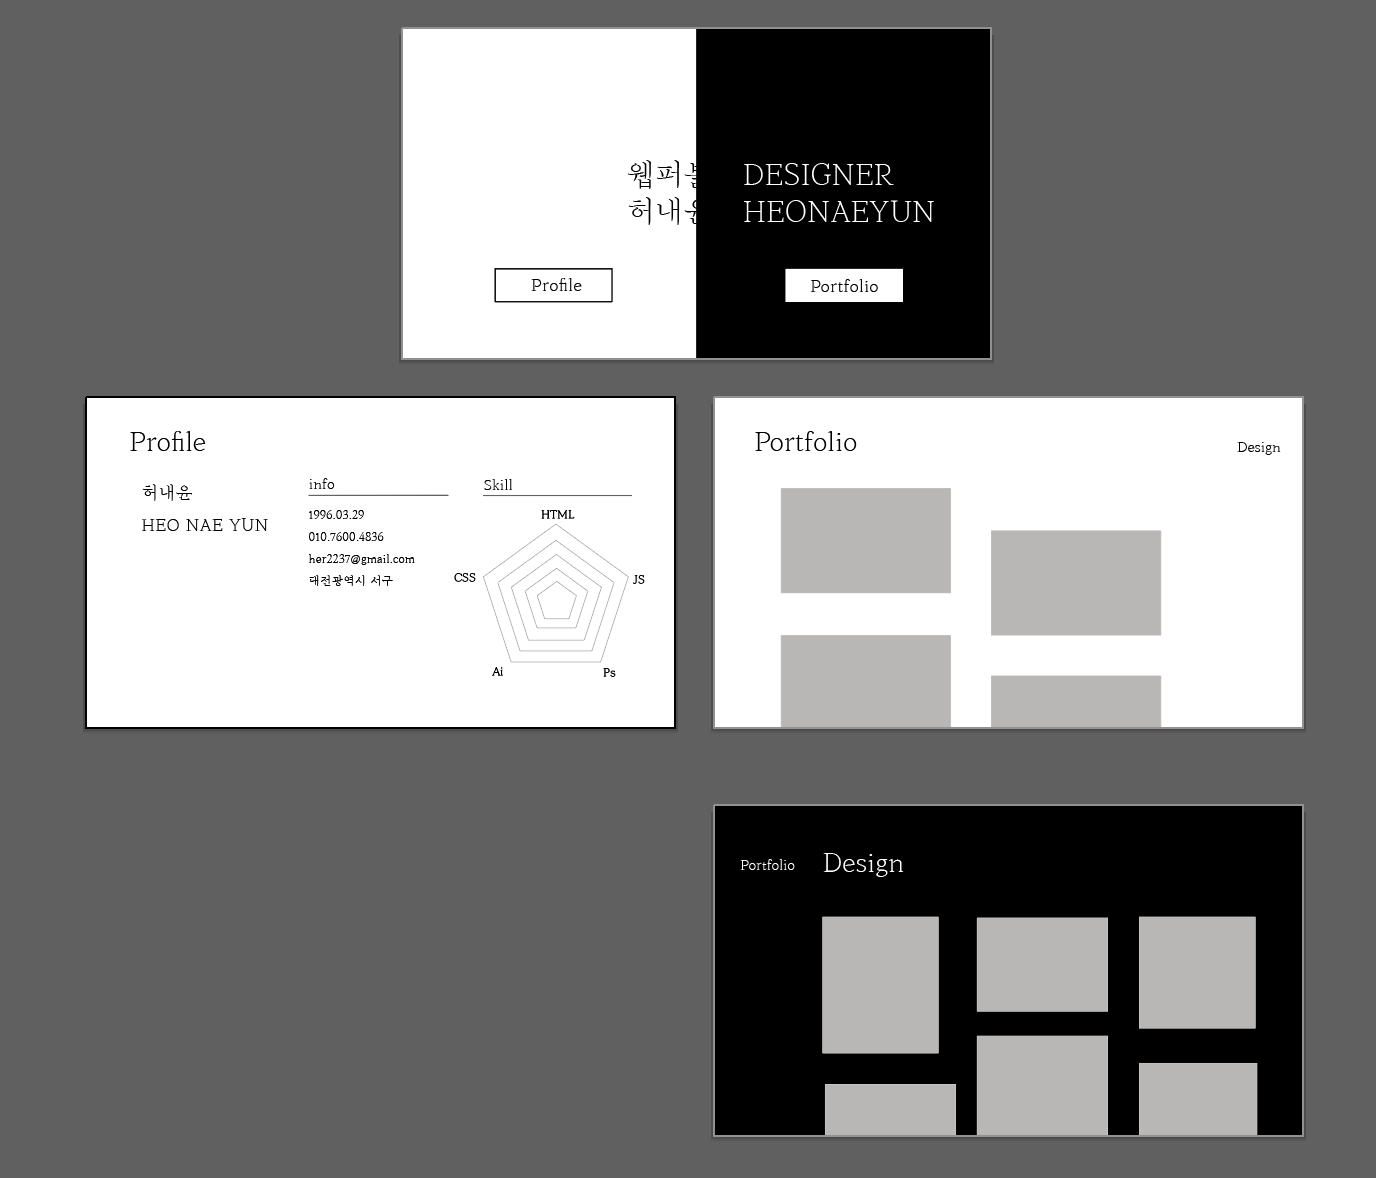 웹퍼
허내
DESIGNER
HEONAEYUN
Profile
Portfolio
Profile
허내윤
HEO NAE YUN
info
1996.03.29
010.7600.4836
her2237@gmail.com
대전광역시 서구
Skill
HTML
CSS
JS
Ai
Ps
Portfolio
Design
Portfolio
Design